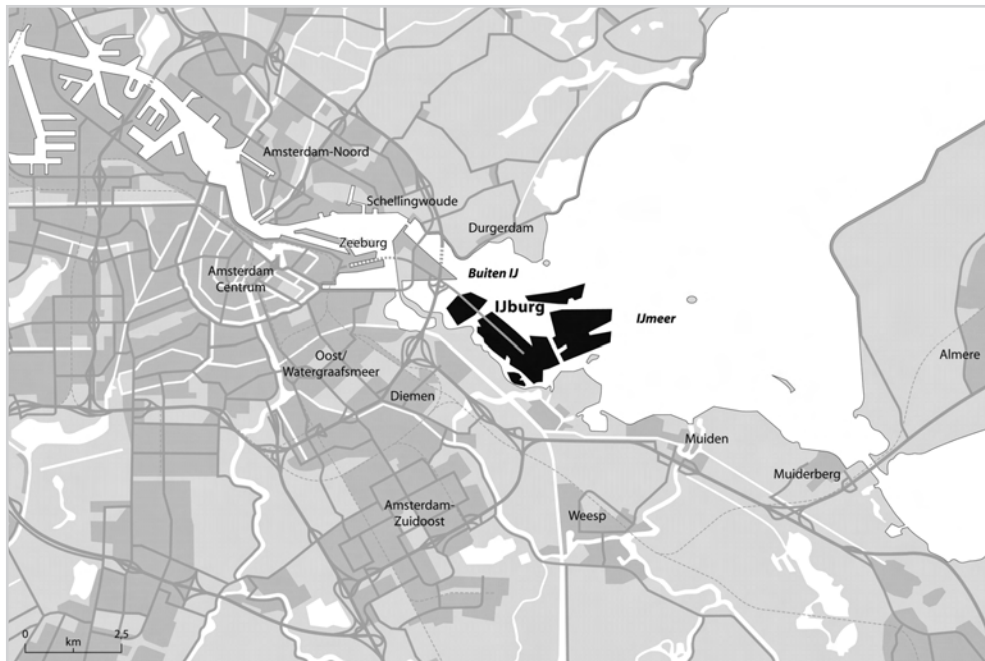 Amsterdam-Noord
Schellingwoude
Durgerdam
Zeeburg
Buiten IJ
Amsterdam
Centrum
IJburg
IJmeer
Oost/
Watergraafsmeer
Almere
Diemen
Muiden
Muiderberg
Amsterdam-
Zuidoost
Weesp
0 2,5
km